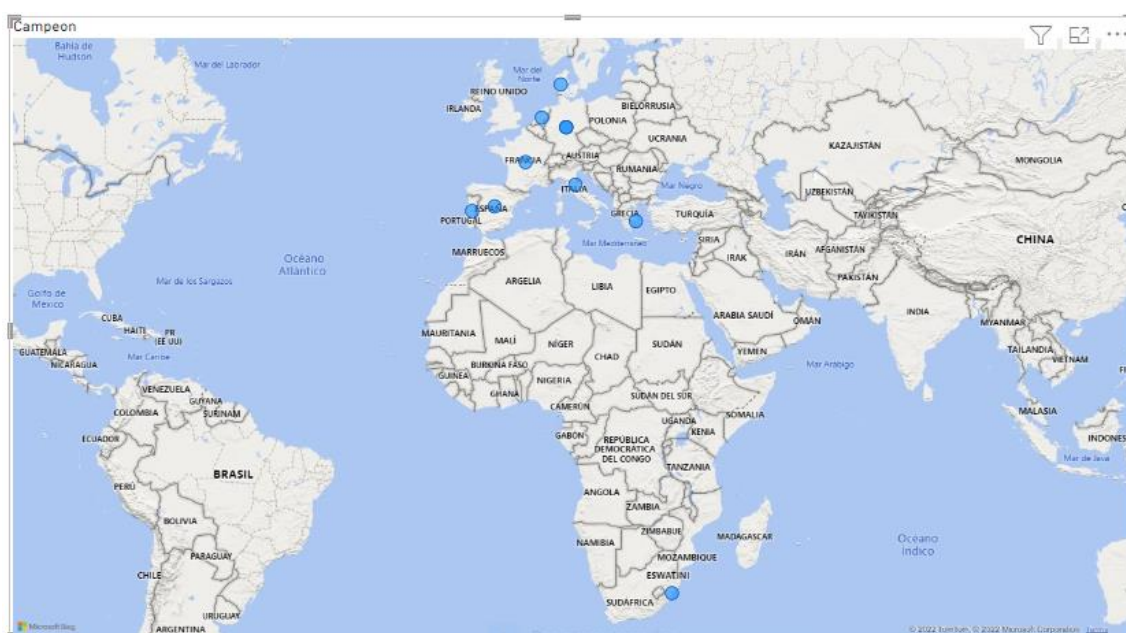 Campeon
Bahía de
Hudson
Mar del Labrador
Mar del
Norte
REINO UNIDO
IRLANDA
BIELORRUSIA
POLONIA
UCRANIA
KAZAJISTÁN
MONGOLIA
FRANCIA
AUSTRIA
RUMANIA
Mar Negro
UZBEKISTÁN
TAYIKISTÁN
ITALIA
ESPAÑA
PORTUGAL
GRECIA
TURQUÍA
CHINA
Mar Mediterráneo
SIRIA
IRAK
IRÁN
AFGANISTÁN
PAKISTÁN
MARRUECOS
Océano
Atlántico
Mar de los Sargazos
Golfo de
México
ARGELIA
LIBIA
EGIPTO
ARABIA SAUDÍ
OMÁN
INDIA
MYANMAR
CUBA
HAITÍ
PR
(EE UU)
MAURITANIA
MALÍ
NÍGER
CHAD
SUDÁN
YEMEN
TAILANDIA
VIETNAM
GUATEMALA
NICARAGUA
Mar Caribe
Mar Arábigo
BURKINA FASO
GUINEA
GHANA
NIGERIA
VENEZUELA
GUYANA
SURINAM
COLOMBIA
CAMERÚN
SUDÁN DEL SUR
SOMALIA
MALASIA
ECUADOR
GABÓN
UGANDA
KENIA
REPÚBLICA
DEMOCRÁTICA
DEL CONGO
INDONES
Mar de Java
PERÚ
BRASIL
TANZANIA
ANGOLA
ZAMBIA
BOLIVIA
ZIMBABUE
MADAGASCAR
NAMIBIA
MOZAMBIQUE
Océano
Índico
PARAGUAY
CHILE
ESWATINI
SUDÁFRICA
URUGUAY
ARGENTINA
Microsoft Bing
© 2022 TomTom, © 2022 Microsoft Corporation